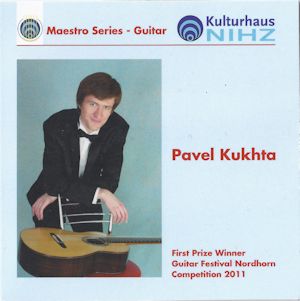 Maestro Series - Guitar
Kulturhaus
NIHZ
Pavel Kukhta
First Prize Winner
Guitar Festival Nordhorn
Competition 2011